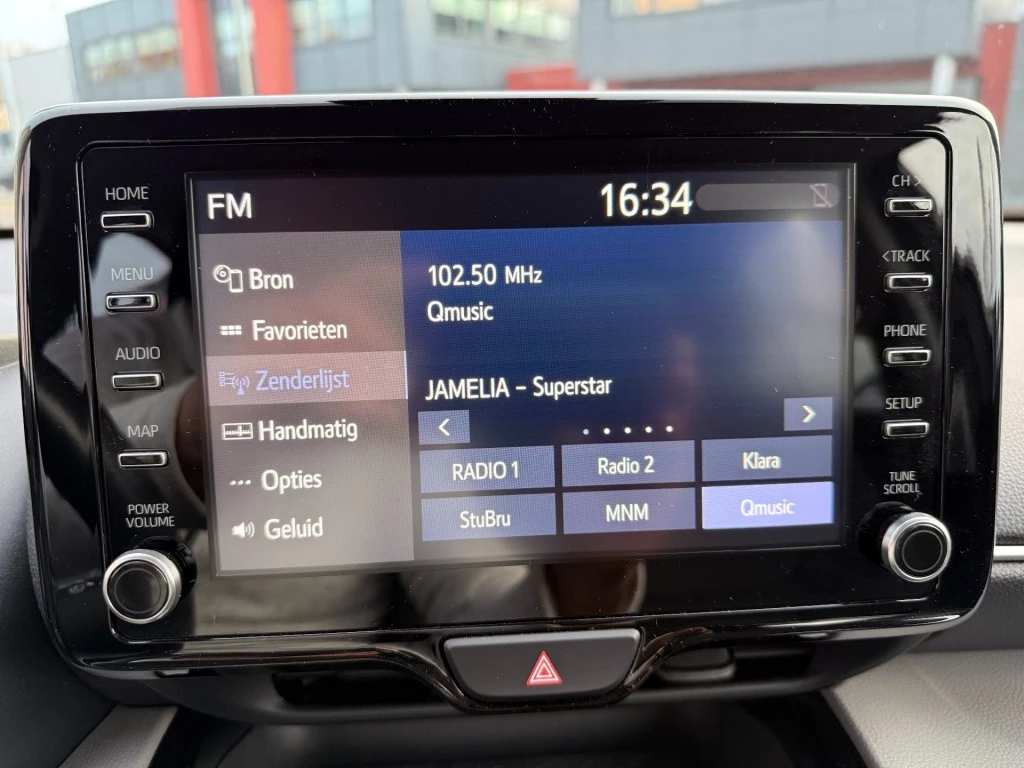 HOME
MENU
AUDIO
MAP
POWER
VOLUME
FM
16:34
Bron
Favorieten
Zenderlijst
Handmatig
Opties
Geluid
102.50 MHz
Qmusic
JAMELIA - Superstar
< >
RADIO 1 Radio 2 Klara
StuBru MNM Qmusic
CH >
<TRACK
PHONE
SETUP
TUNE
SCROLL